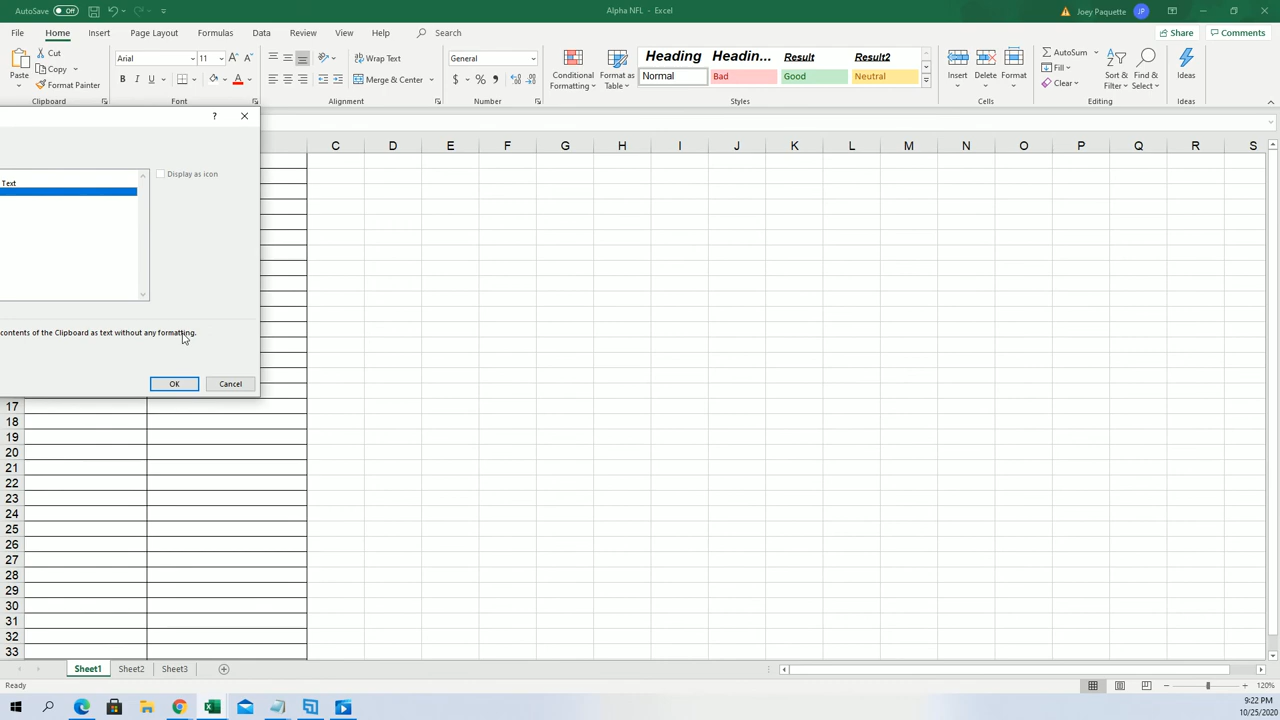 AutoSave Off
Alpha NFL - Excel
Joey Paquette JP
File Home Insert Page Layout Formulas Data Review View Help Search Share Comments
Paste Cut Copy Format Painter
Arial 11 B I U
Wrap Text Merge & Center
General $ % 9
Conditional Formatting Format as Table
Heading Headin... Result Result2
Normal Bad Good Neutral
Insert Delete Format
AutoSum Fill Clear Sort & Filter Find & Select
Ideas
Clipboard Font Alignment Number Styles Cells Editing Ideas
? ×
C D E F G H I J K L M N O P Q R S
Text
Display as icon
contents of the Clipboard as text without any formatting.
OK Cancel
17
18
19
20
21
22
23
24
25
26
27
28
29
30
31
32
33
Sheet1 Sheet2 Sheet3
Ready
120%
9:22 PM
10/25/2020